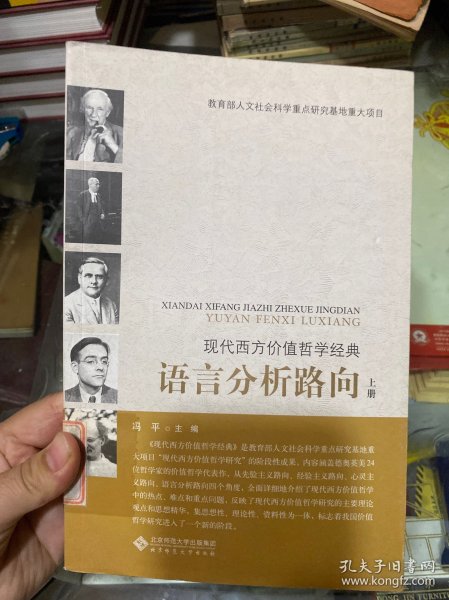 教育部人文社会科学重点研究基地重大项目
XIANDAI XIFANG JIAZHI ZHEXUE JINGDIAN
YUYAN FENXI LUXIANG
现代西方价值哲学经典
语言分析路向 上册
冯 平 ○ 主 编
《现代西方价值哲学经典》是教育部人文社会科学重点研究基地重
大项目“现代西方价值哲学研究”的阶段性成果。内容涵盖德奥英美24
位哲学家的价值哲学代表作，从先验主义路向、经验主义路向、心灵主
义路向、语言分析路向四个角度，全面详细地介绍了现代西方价值哲学
中的热点、难点和重点问题，反映了现代西方价值哲学研究的主要理论
观点和思想精华。集思想性、理论性、资料性为一体，标志着我国价值
哲学研究进入了一个新的阶段。
北京师范大学出版集团
北京师范大学出版社
孔夫子旧书网
www.kongfz.com